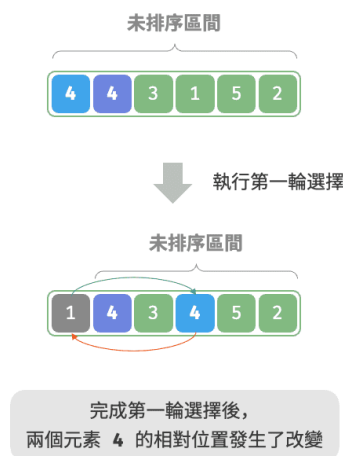 未排序區間
4 4 3 1 5 2
執行第一輪選擇
未排序區間
1 4 3 4 5 2
完成第一輪選擇後，
兩個元素 4 的相對位置發生了改變